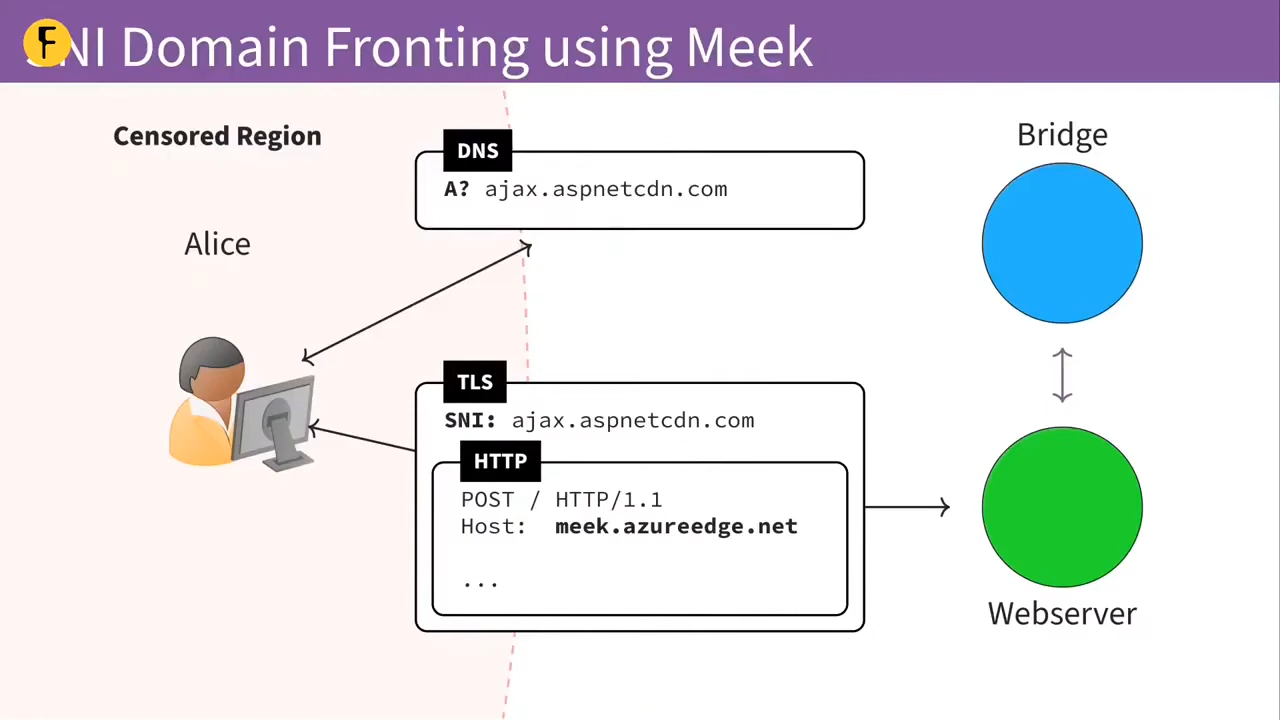 SNI Domain Fronting using Meek
Censored Region
Alice
DNS
A? ajax.aspnetcdn.com
TLS
SNI: ajax.aspnetcdn.com
HTTP
POST / HTTP/1.1
Host: meek.azureedge.net
...
Bridge
Webserver